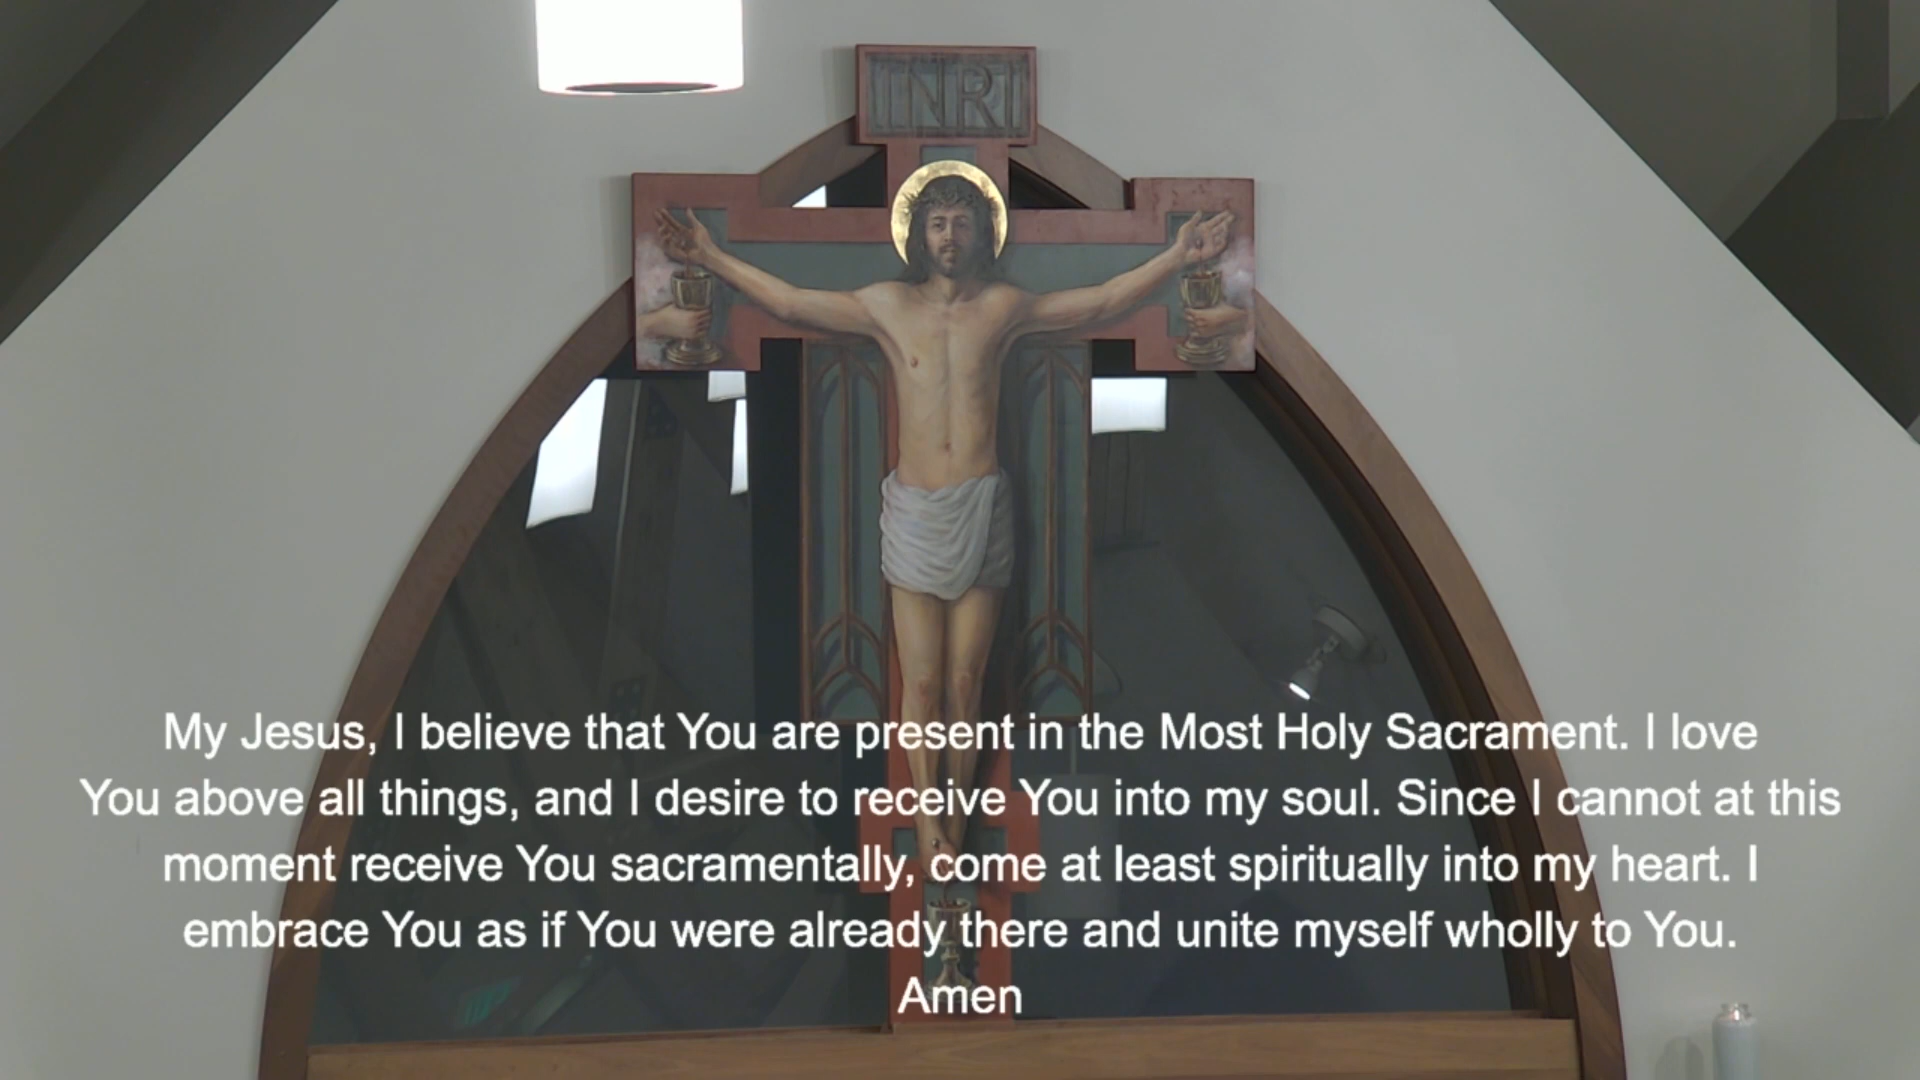 INRI
My Jesus, I believe that You are present in the Most Holy Sacrament. I love
You above all things, and I desire to receive You into my soul. Since I cannot at this
moment receive You sacramentally, come at least spiritually into my heart. I
embrace You as if You were already there and unite myself wholly to You.
Amen